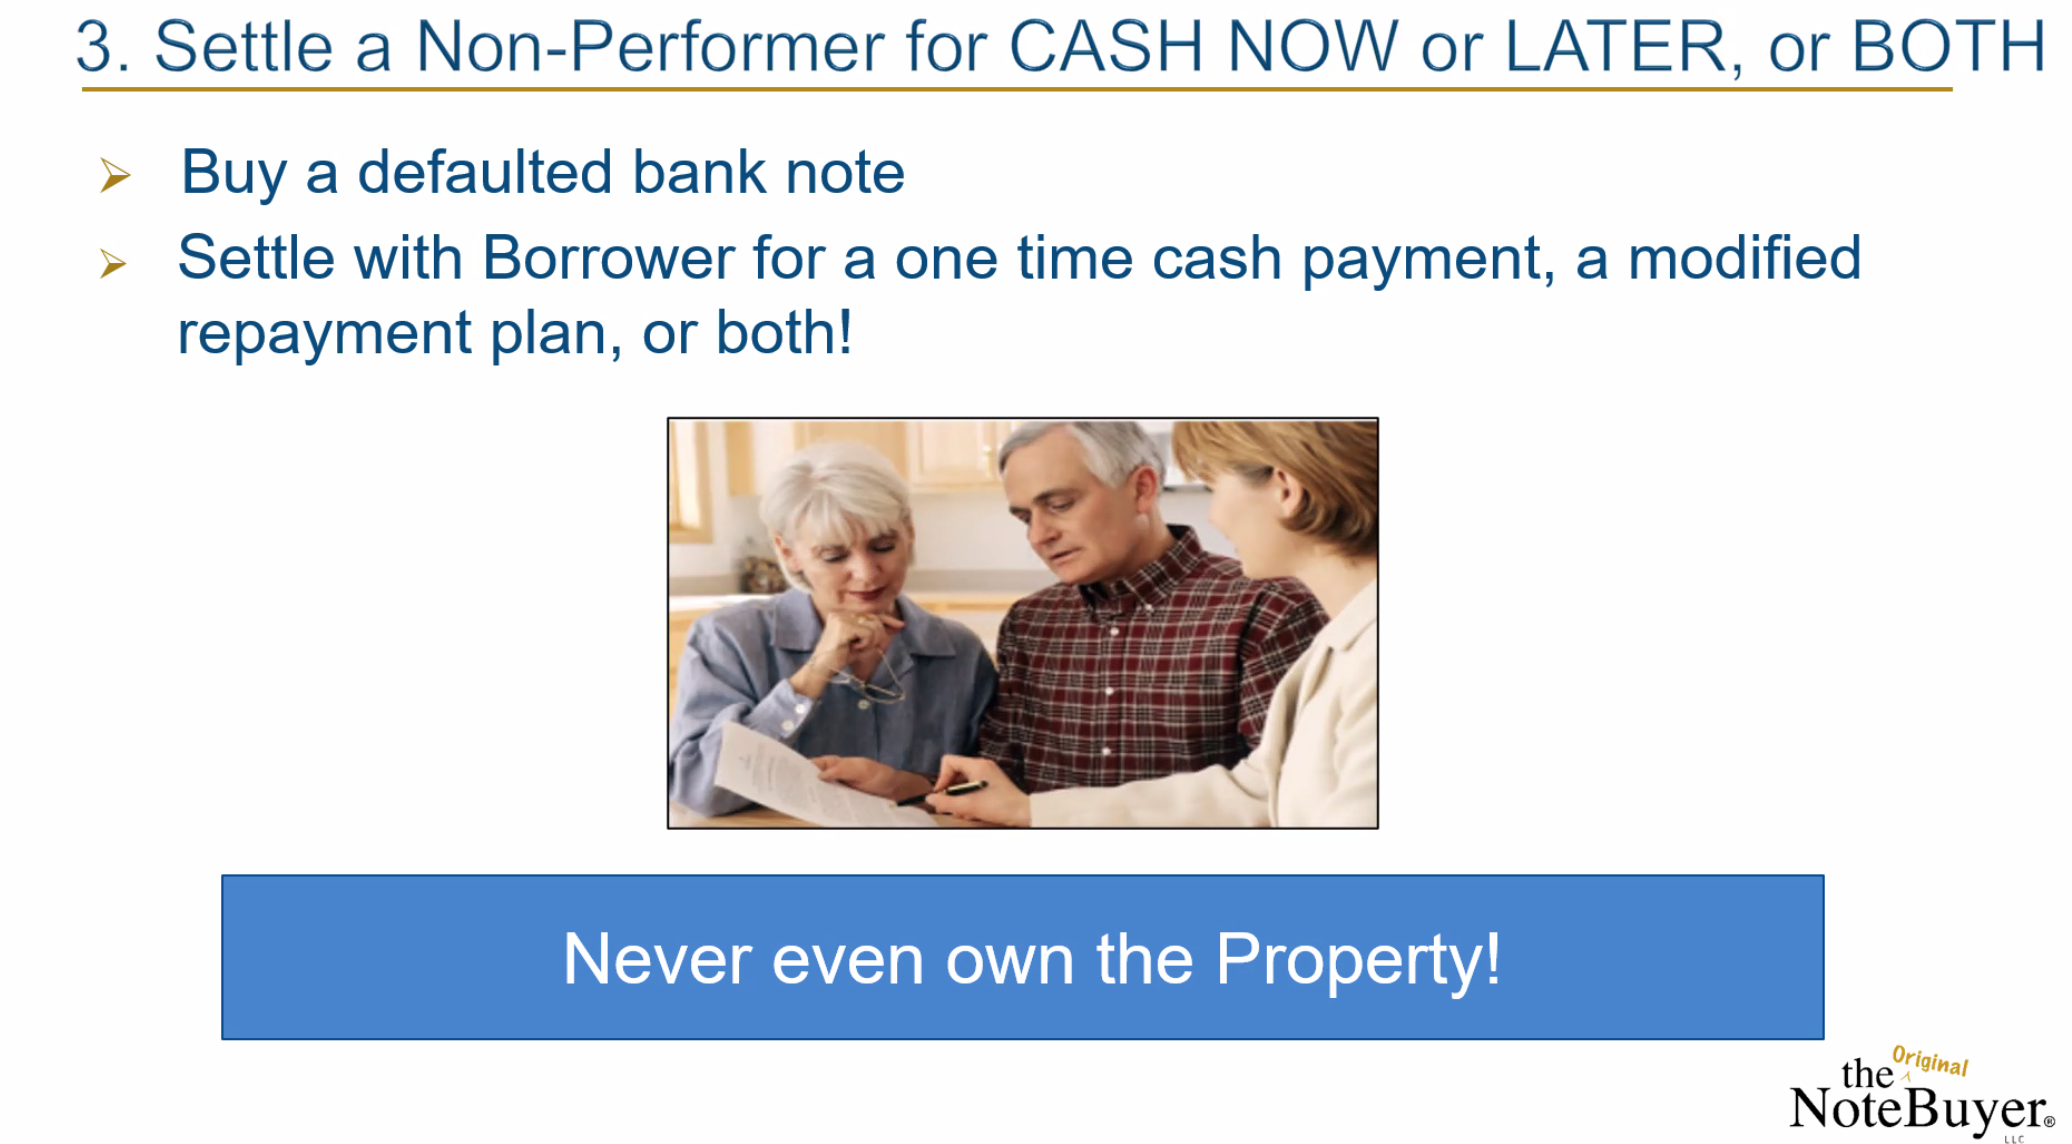 3. Settle a Non-Performer for CASH NOW or LATER, or BOTH
Buy a defaulted bank note
Settle with Borrower for a one time cash payment, a modified
repayment plan, or both!
Never even own the Property!
Original
the
NoteBuyer®
LLC